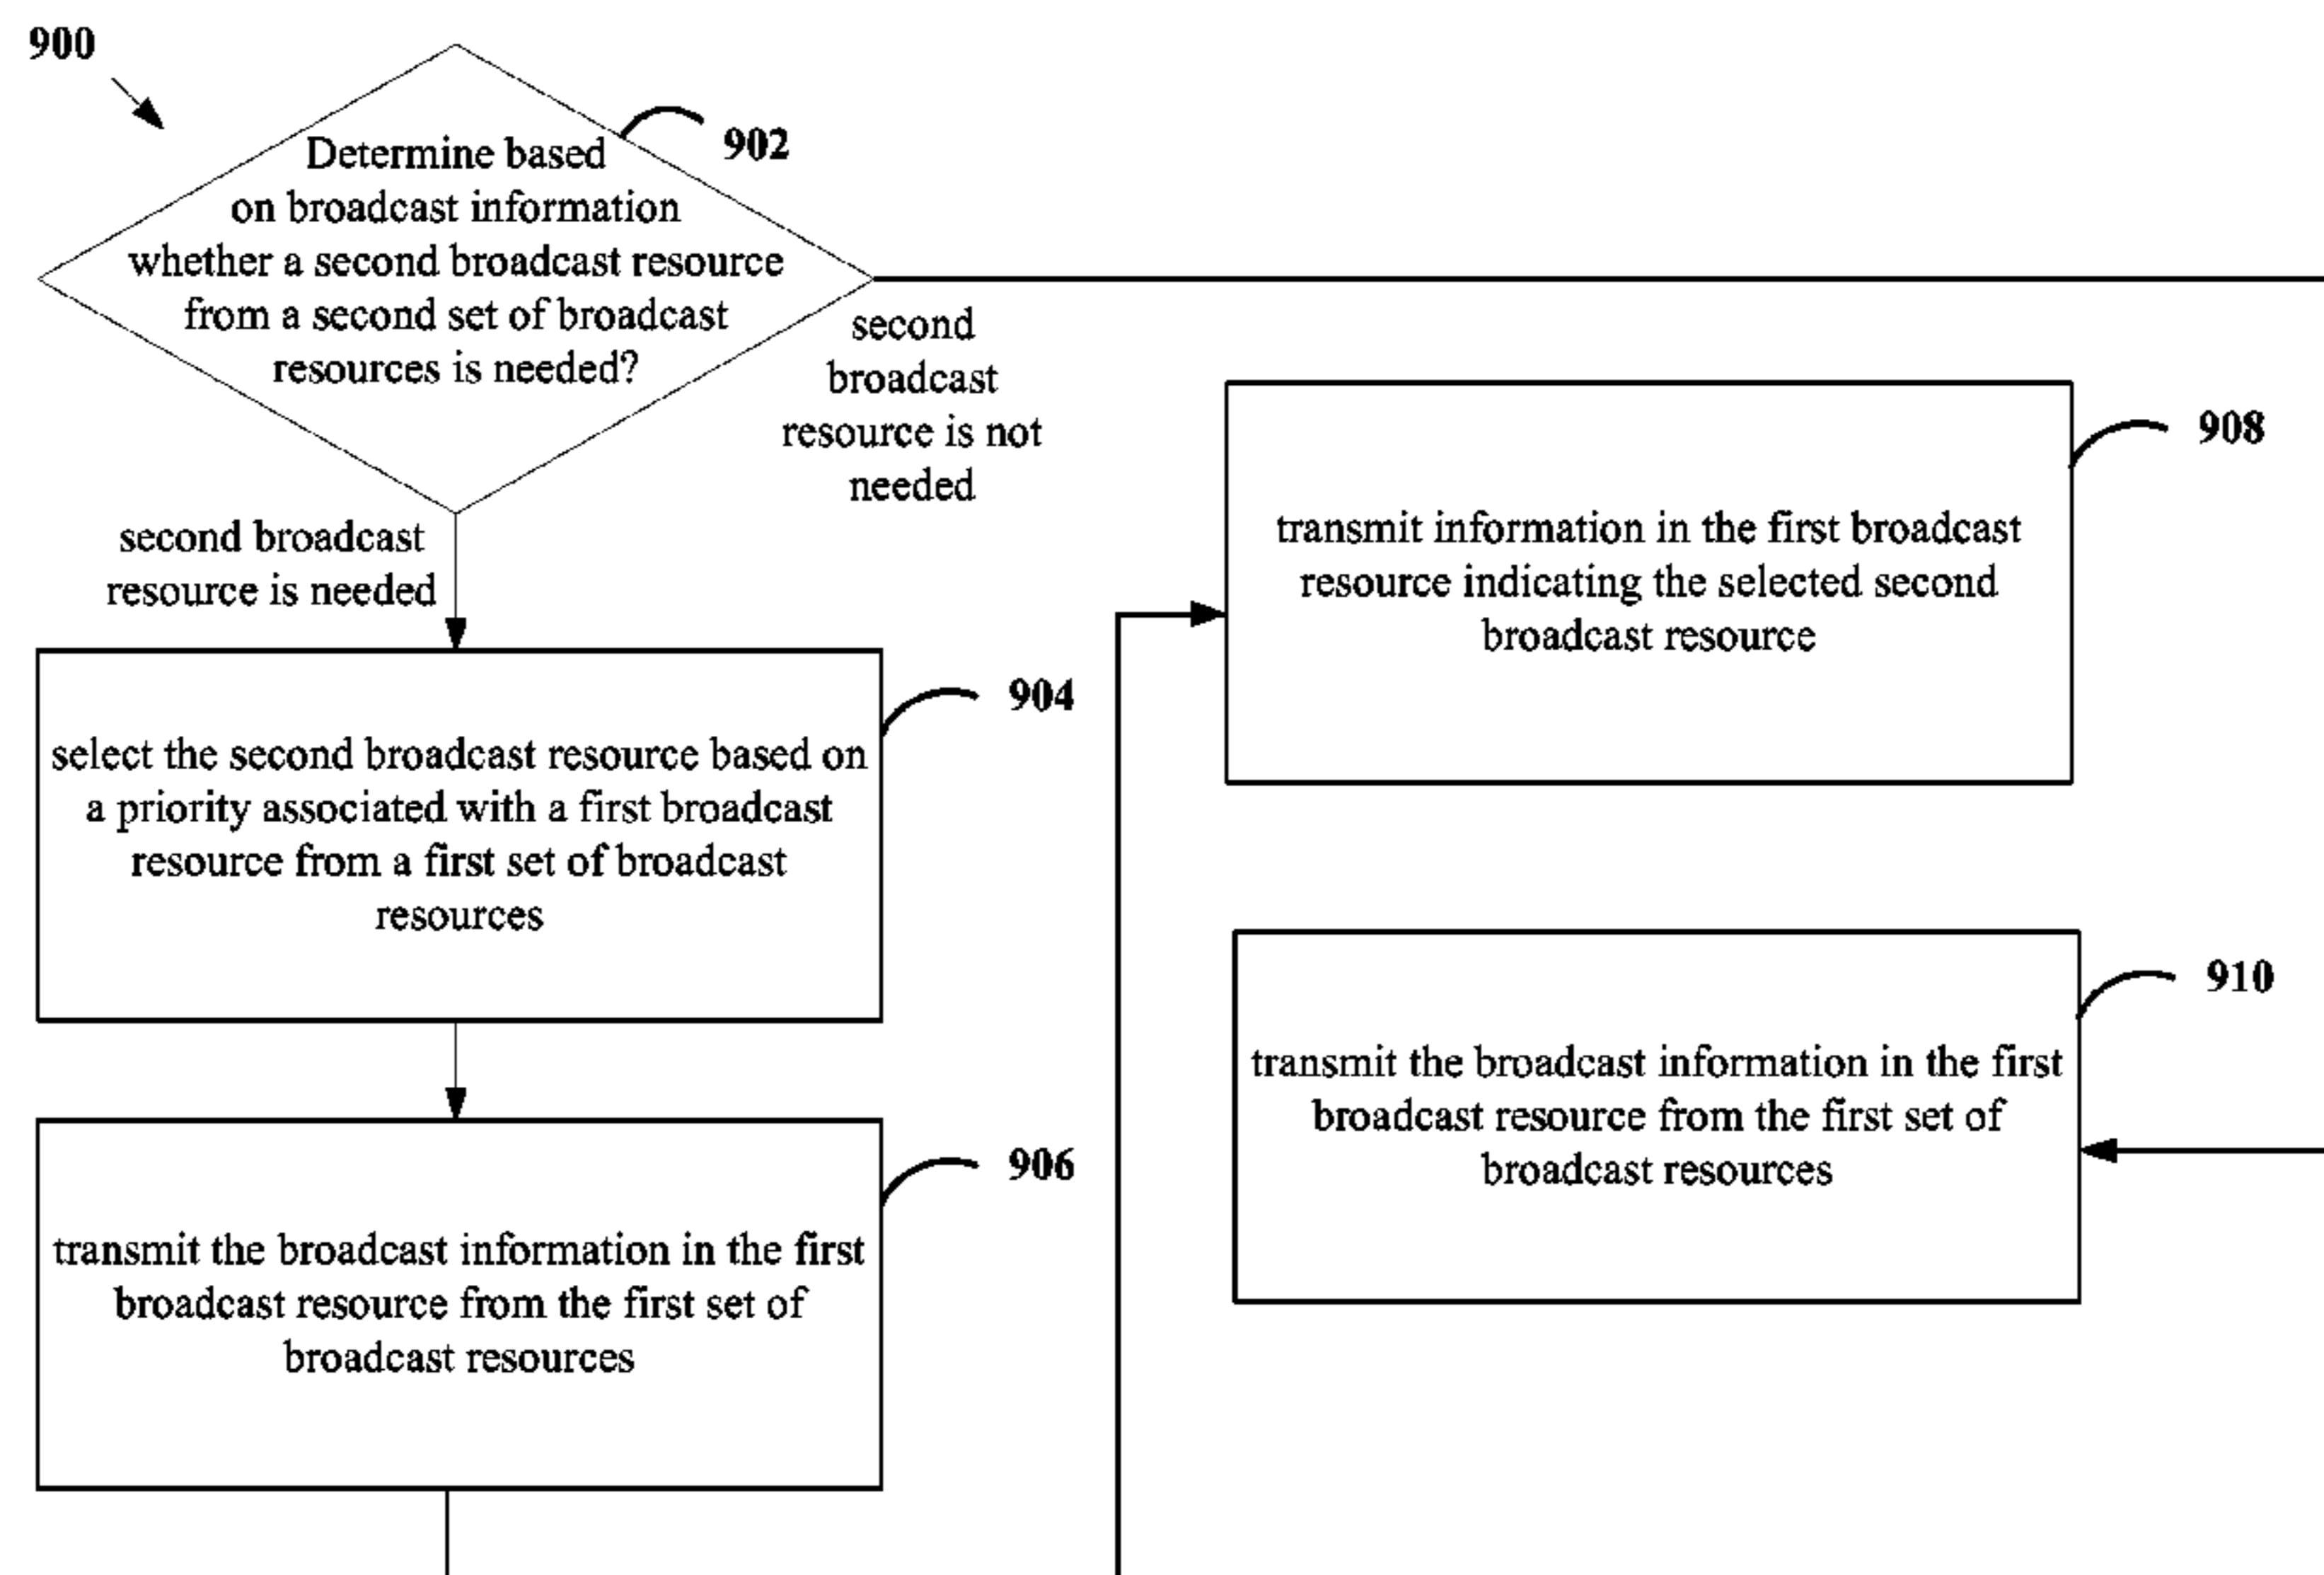 900
902
Determine based
on broadcast information
whether a second broadcast resource
from a second set of broadcast
resources is needed?
second
broadcast
resource is not
needed
second broadcast
resource is needed
904
select the second broadcast resource based on
a priority associated with a first broadcast
resource from a first set of broadcast
resources
906
transmit the broadcast information in the first
broadcast resource from the first set of
broadcast resources
908
transmit information in the first broadcast
resource indicating the selected second
broadcast resource
910
transmit the broadcast information in the first
broadcast resource from the first set of
broadcast resources